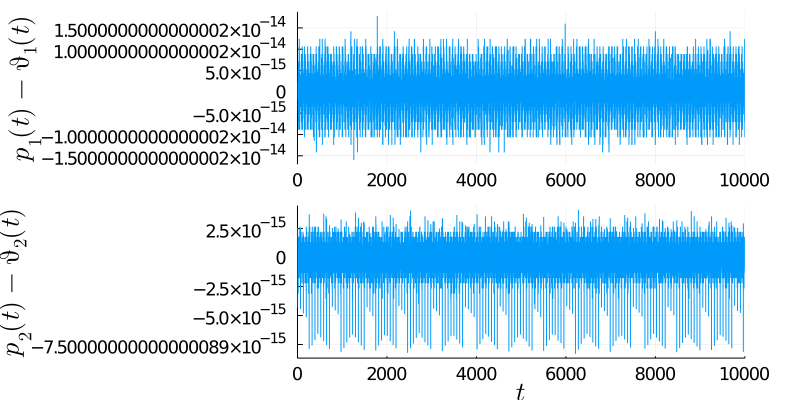 p₁(t) − ϑ₁(t)
1.5000000000000002×10⁻¹⁴
1.0000000000000002×10⁻¹⁴
5.0×10⁻¹⁵
0
−5.0×10⁻¹⁵
−1.0000000000000002×10⁻¹⁴
−1.5000000000000002×10⁻¹⁴
0 2000 4000 6000 8000 10000
p₂(t) − ϑ₂(t)
2.5×10⁻¹⁵
0
−2.5×10⁻¹⁵
−5.0×10⁻¹⁵
−7.500000000000000089×10⁻¹⁵
0 2000 4000 6000 8000 10000
t